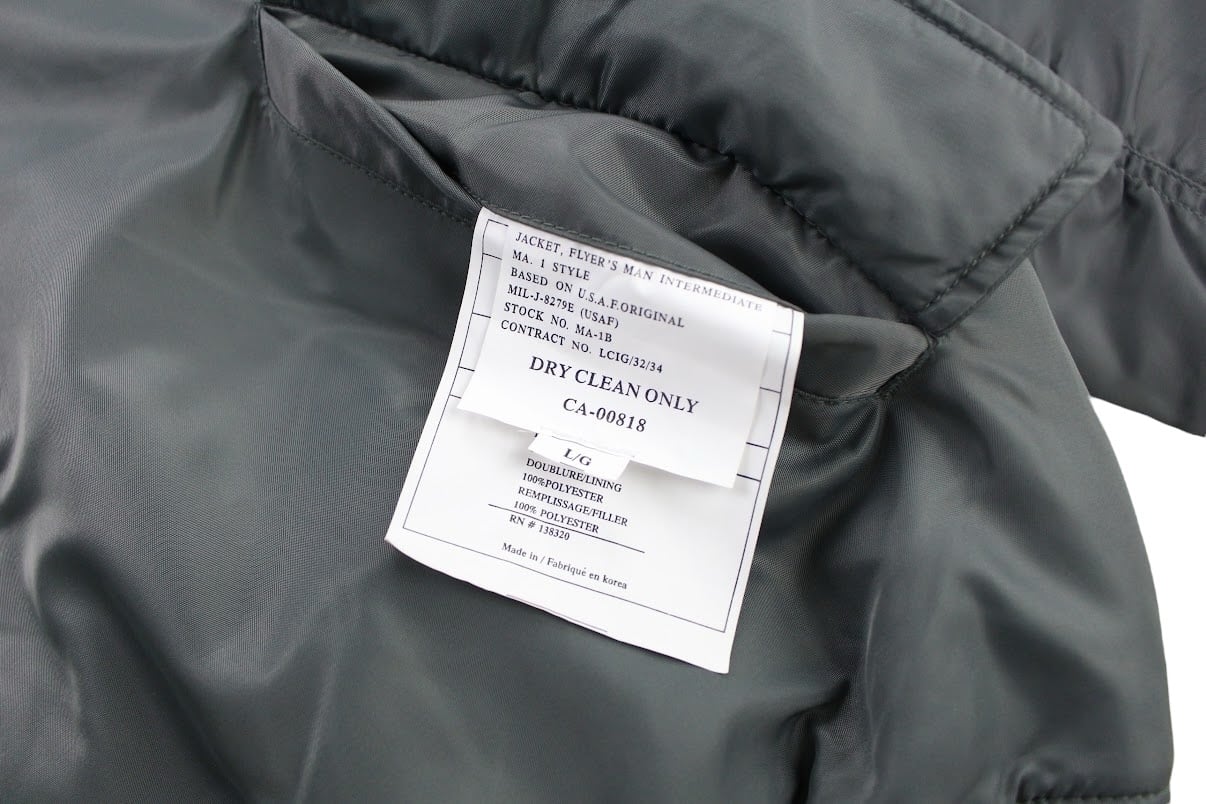 JACKET, FLYER'S MAN INTERMEDIATE
MA. 1 STYLE
BASED ON U.S.A.F.ORIGINAL
MIL-J-8279E (USAF)
STOCK NO. MA-1B
CONTRACT NO. LCIG/32/34
DRY CLEAN ONLY
CA-00818
L/G
DOUBLURE/LINING
100%POLYESTER
REMPLISSAGE/FILLER
100% POLYESTER
RN # 138320
Made in / Fabriqué en korea